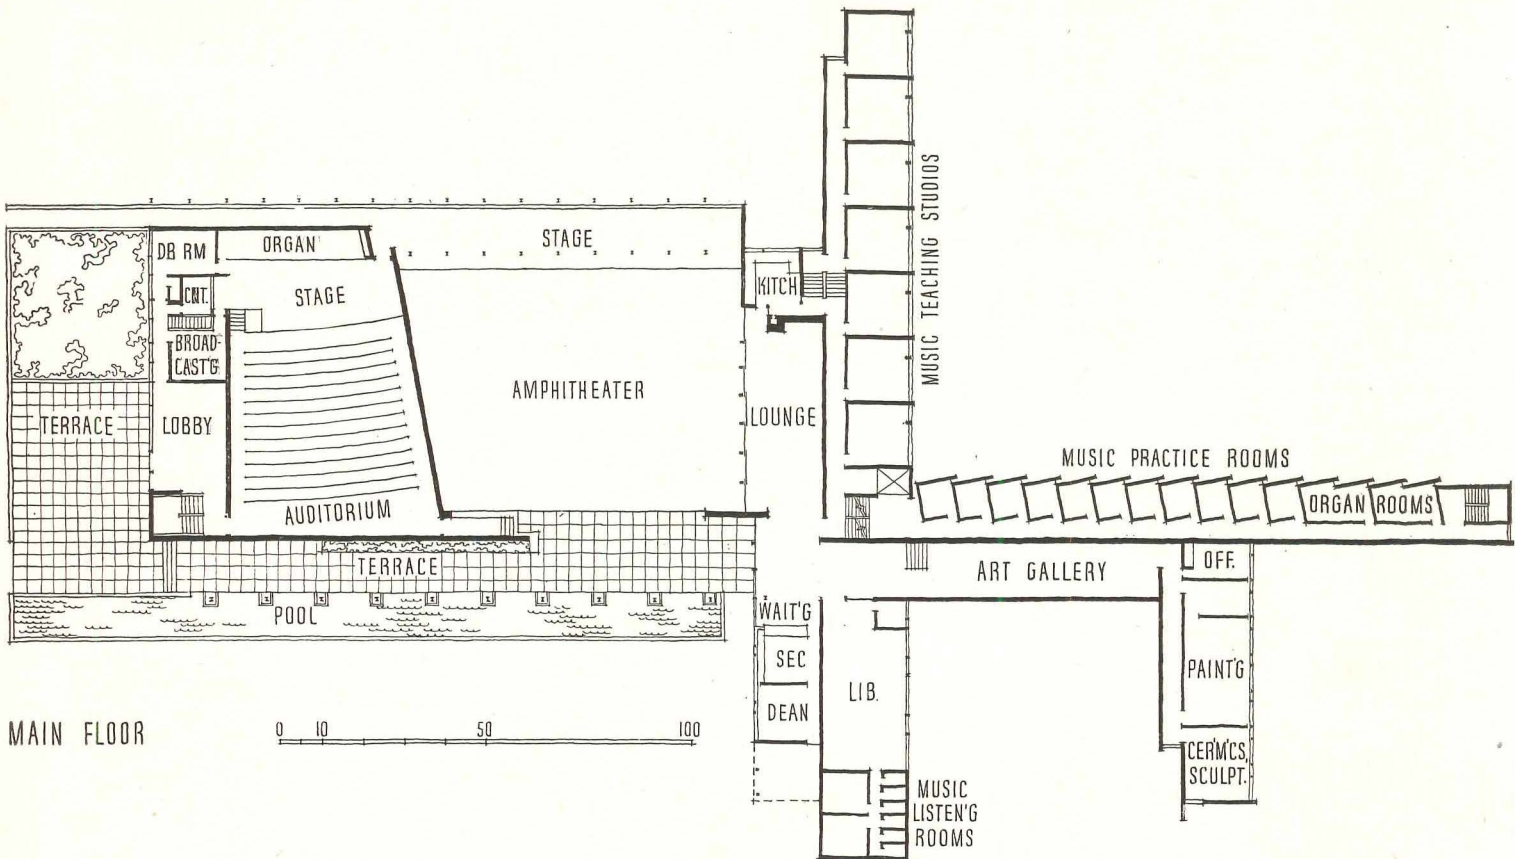 MUSIC TEACHING STUDIOS
DB RM
ORGAN
STAGE
CNT.
STAGE
KITCH
BROAD-
CAST'G
AMPHITHEATER
TERRACE
LOBBY
LOUNGE
MUSIC PRACTICE ROOMS
AUDITORIUM
ORGAN ROOMS
TERRACE
ART GALLERY
OFF.
POOL
WAIT'G
SEC
LIB.
PAINT'G
DEAN
MAIN FLOOR
0 10 50 100
CER'M'CS,
SCULPT.
MUSIC
LISTEN'G
ROOMS